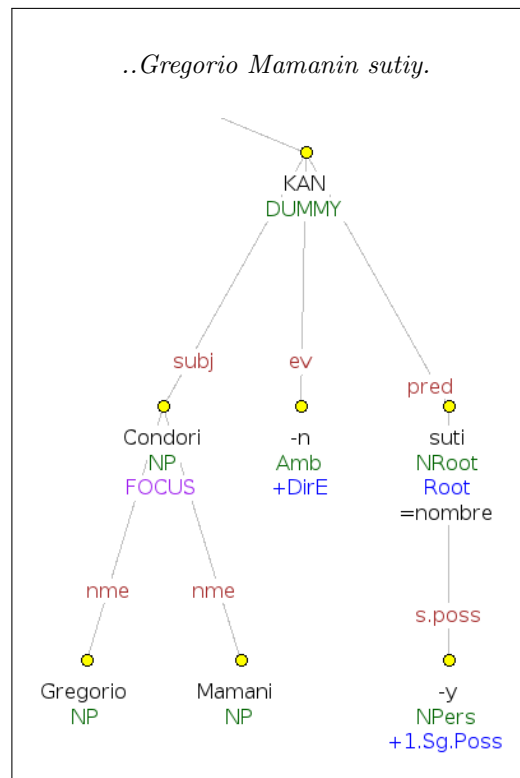 ..Gregorio Mamanin sutiy.
KAN
DUMMY
subj ev pred
Condori -n suti
NP Amb NRoot
FOCUS +DirE Root
=nombre
nme nme s.poss
Gregorio Mamani -y
NP NP NPers
+1.Sg.Poss